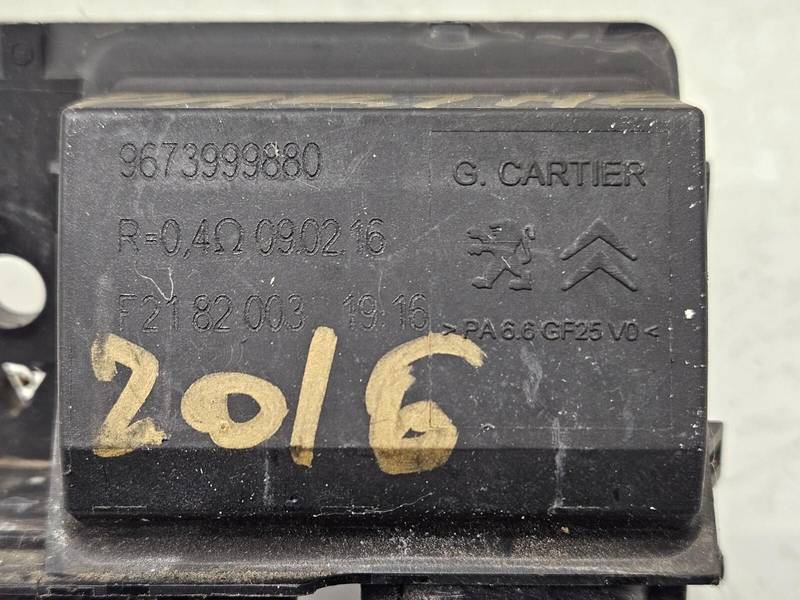 9673999880
G. CARTIER
R=0,4Ω 09.02.16
F21 82 003 19 16
>PA 6.6 GF25 V0<
2016